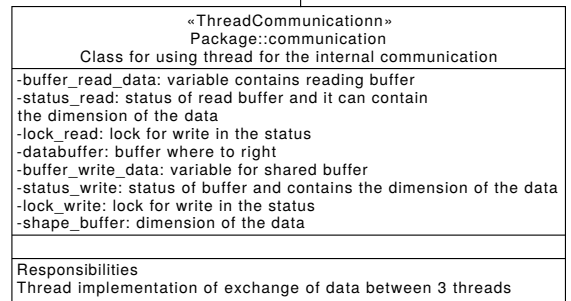 «ThreadCommunicationn»
Package::communication
Class for using thread for the internal communication
-buffer_read_data: variable contains reading buffer
-status_read: status of read buffer and it can contain
the dimension of the data
-lock_read: lock for write in the status
-databuffer: buffer where to right
-buffer_write_data: variable for shared buffer
-status_write: status of buffer and contains the dimension of the data
-lock_write: lock for write in the status
-shape_buffer: dimension of the data
Responsibilities
Thread implementation of exchange of data between 3 threads